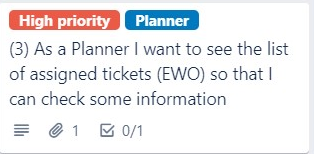 High priority Planner
(3) As a Planner I want to see the list
of assigned tickets (EWO) so that I
can check some information
1 0/1